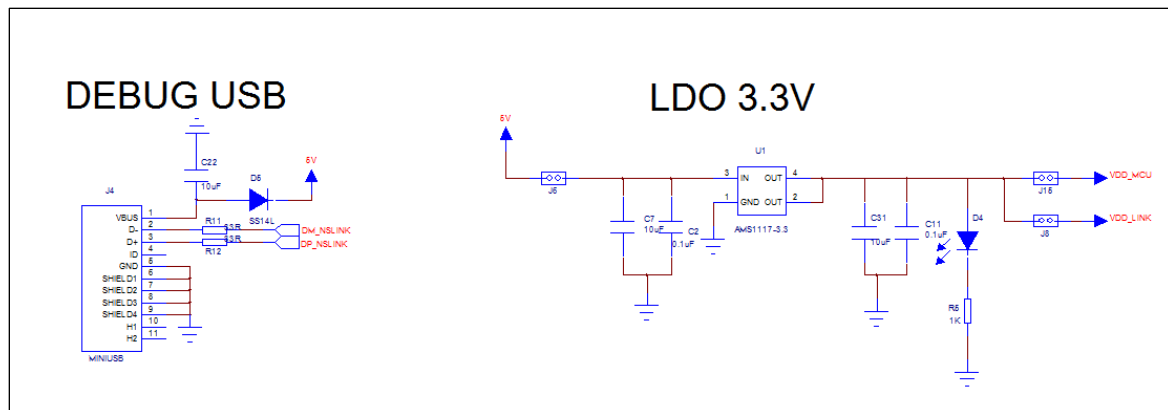 DEBUG USB
LDO 3.3V
5V
5V
C22
10uF
D5
SS14L
J4
VBUS 1
D- 2
D+ 3
ID 4
GND 5
SHIELD1 6
SHIELD2 7
SHIELD3 8
SHIELD4 9
H1 10
H2 11
MINIUSB
R11
33R
33R
R12
DM_NSLINK
DP_NSLINK
U1
3 IN OUT 4
1 GND OUT 2
AMS1117-3.3
C7
10uF
C2
0.1uF
C31
10uF
C11
0.1uF
D4
R5
1K
J15
VDD_MCU
J8
VDD_LINK